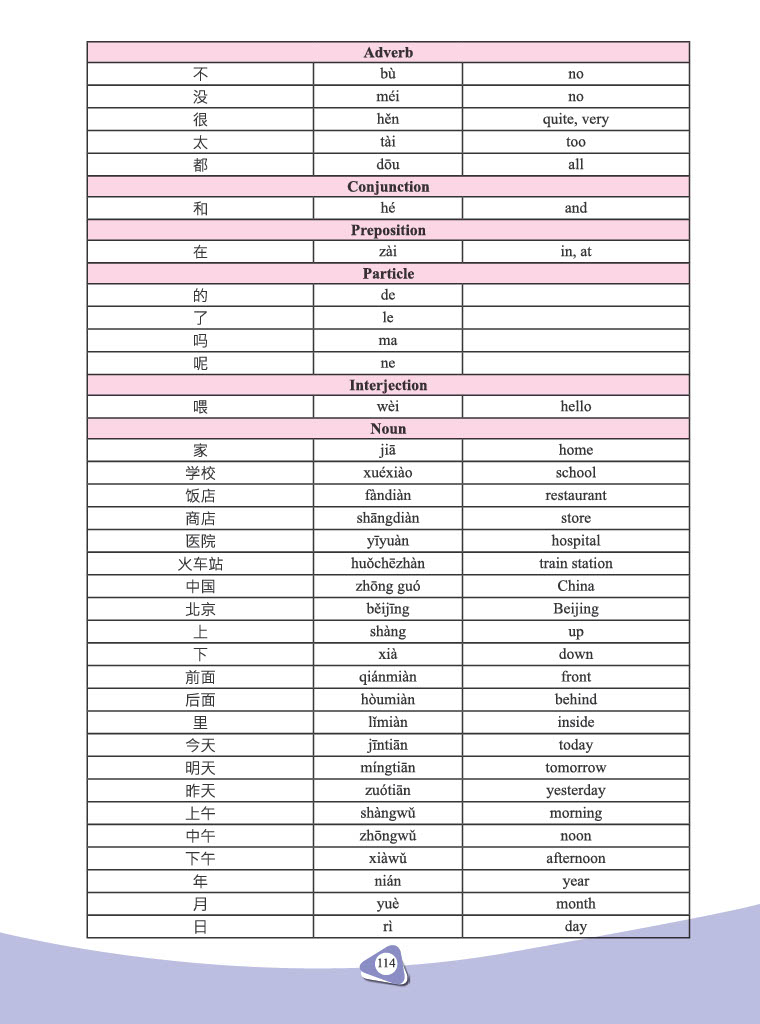 Adverb
不 bù no
没 méi no
很 hěn quite, very
太 tài too
都 dōu all
Conjunction
和 hé and
Preposition
在 zài in, at
Particle
的 de
了 le
吗 ma
呢 ne
Interjection
喂 wèi hello
Noun
家 jiā home
学校 xuéxiào school
饭店 fàndiàn restaurant
商店 shāngdiàn store
医院 yīyuàn hospital
火车站 huǒchēzhàn train station
中国 zhōng guó China
北京 běijīng Beijing
上 shàng up
下 xià down
前面 qiánmiàn front
后面 hòumiàn behind
里 lǐmiàn inside
今天 jīntiān today
明天 míngtiān tomorrow
昨天 zuótiān yesterday
上午 shàngwǔ morning
中午 zhōngwǔ noon
下午 xiàwǔ afternoon
年 nián year
月 yuè month
日 rì day
114